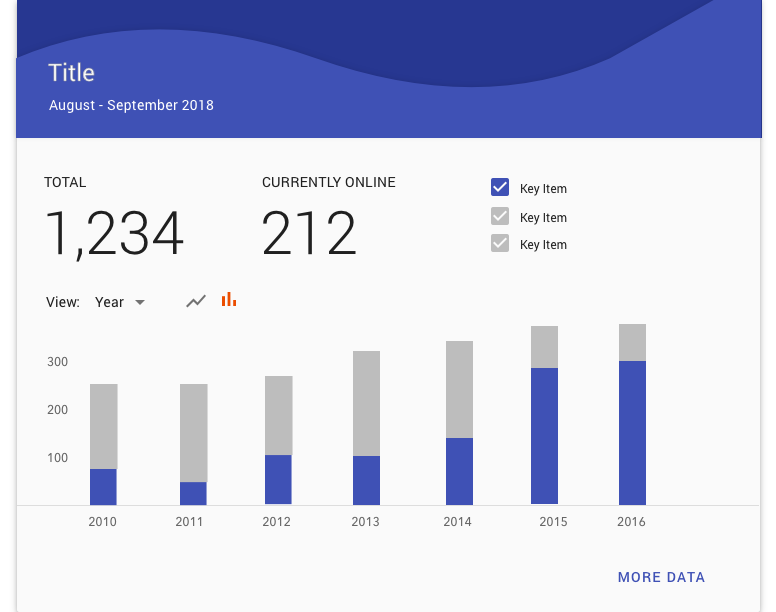 Title
August - September 2018
TOTAL
1,234
CURRENTLY ONLINE
212
Key Item
Key Item
Key Item
View: Year
300
200
100
2010 2011 2012 2013 2014 2015 2016
MORE DATA